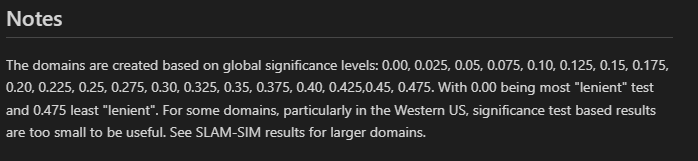 Notes
The domains are created based on global significance levels: 0.00, 0.025, 0.05, 0.075, 0.10, 0.125, 0.15, 0.175,
0.20, 0.225, 0.25, 0.275, 0.30, 0.325, 0.35, 0.375, 0.40, 0.425,0.45, 0.475. With 0.00 being most "lenient" test
and 0.475 least "lenient". For some domains, particularly in the Western US, significance test based results
are too small to be useful. See SLAM-SIM results for larger domains.